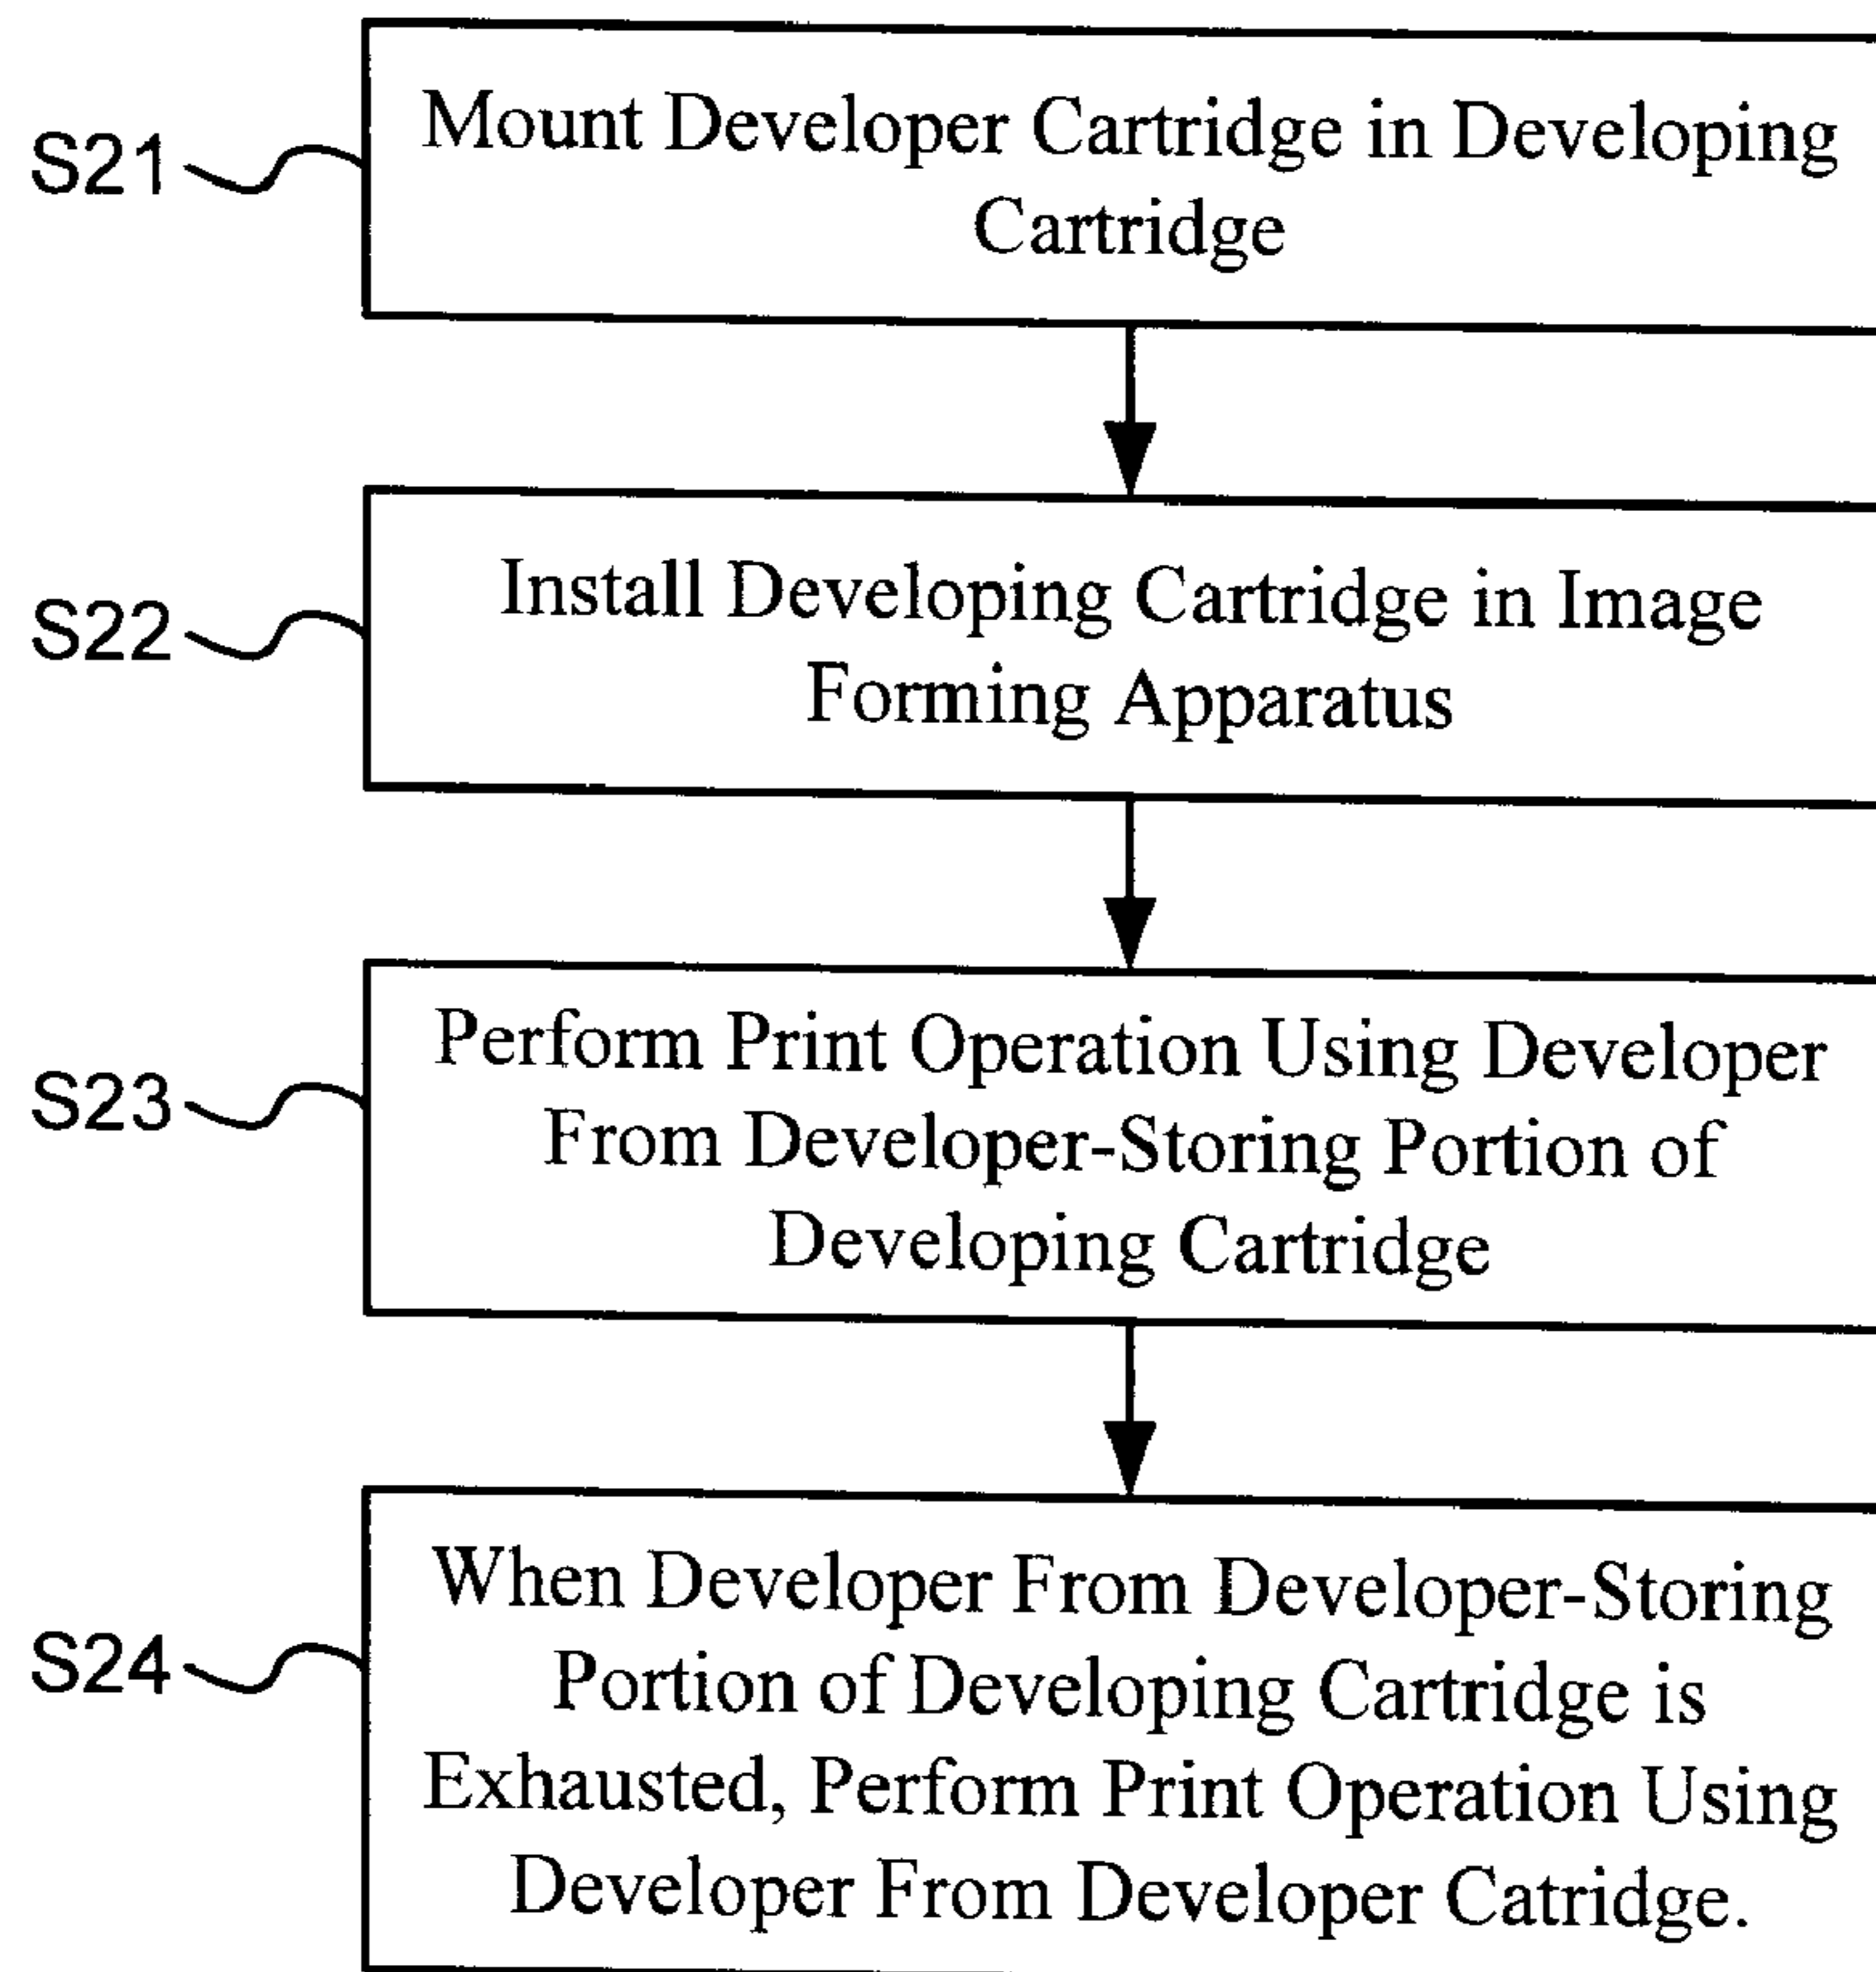 S21
Mount Developer Cartridge in Developing
Cartridge
S22
Install Developing Cartridge in Image
Forming Apparatus
S23
Perform Print Operation Using Developer
From Developer-Storing Portion of
Developing Cartridge
S24
When Developer From Developer-Storing
Portion of Developing Cartridge is
Exhausted, Perform Print Operation Using
Developer From Developer Catridge.